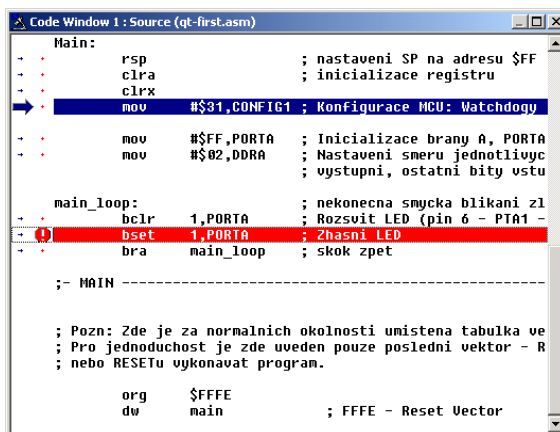 Code Window 1 : Source (qt-first.asm)
Main:
rsp ; nastaveni SP na adresu $FF
clra ; inicializace registru
clrx
mov #$31,CONFIG1 ; Konfigurace MCU: Watchdogy
mov #$FF,PORTA ; Inicializace brany A, PORTA
mov #$02,DDRA ; Nastaveni smeru jednotlivyc
; vystupni, ostatni bity vstu
main_loop: ; nekonecna smycka blikani zl
bclr 1,PORTA ; Rozsvit LED (pin 6 - PTA1 -
bset 1,PORTA ; Zhasni LED
bra main_loop ; skok zpet
;- MAIN ------------------------------------------------------
; Pozn: Zde je za normalnich okolnosti umistena tabulka ve
; Pro jednoduchost je zde uveden pouze posledni vektor - R
; nebo RESETu vykonavat program.
org $FFFE
dw main ; FFFE - Reset Vector